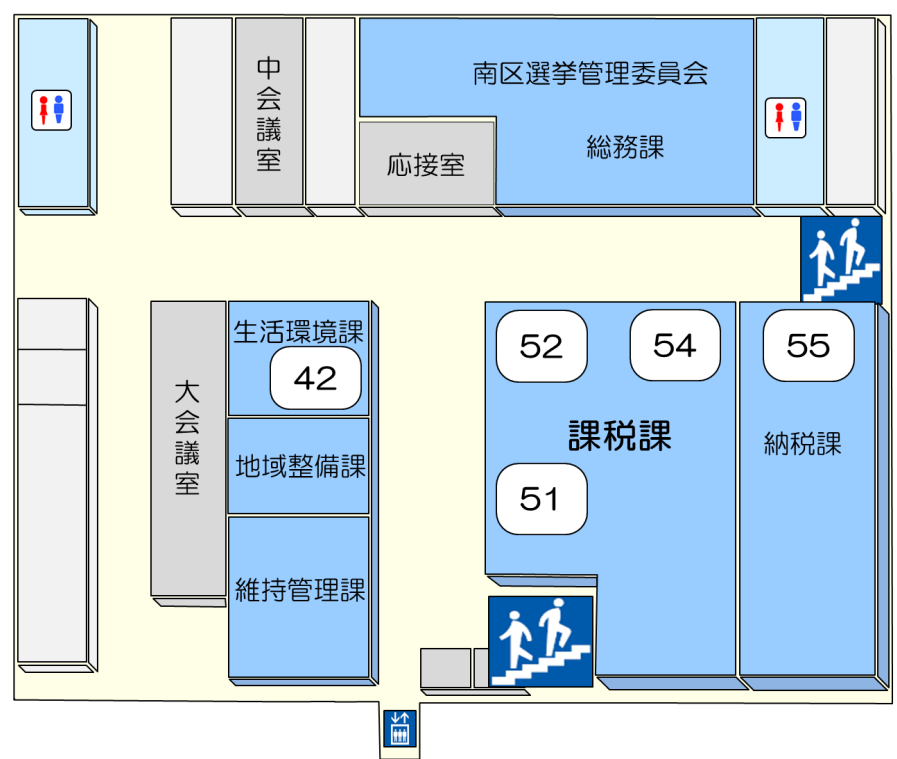 中会議室
南区選挙管理委員会
応接室
総務課
生活環境課
42
大会議室
地域整備課
維持管理課
52
54
55
課税課
納税課
51